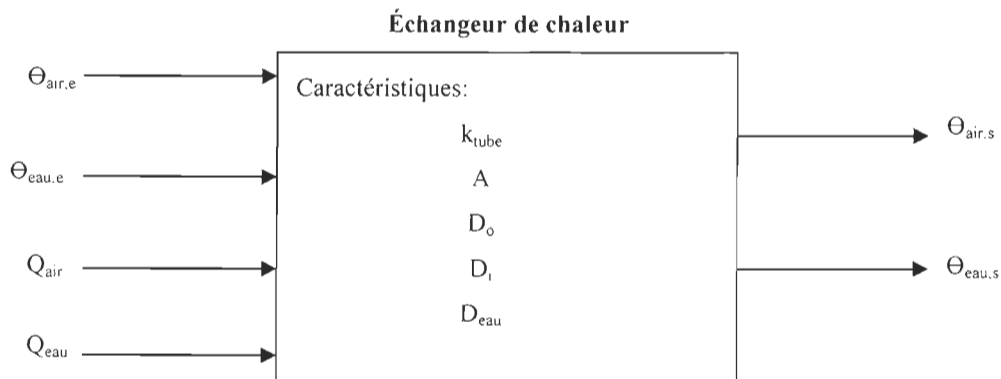 Échangeur de chaleur
Θair.e
Θeau.e
Qair
Qeau
Caractéristiques:
ktube
A
Do
Di
Deau
Θair.s
Θeau.s